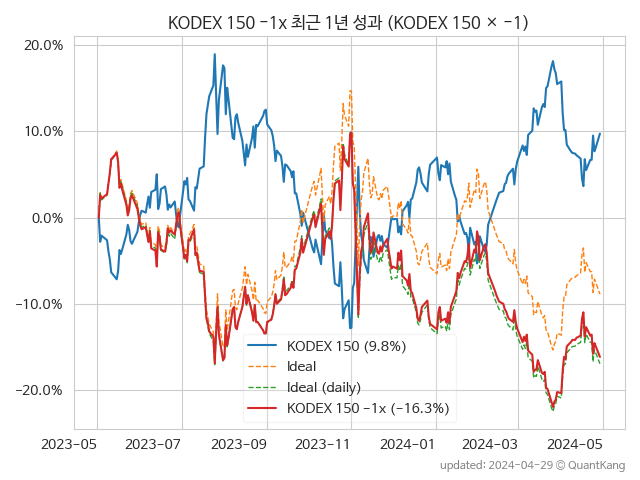 KODEX 150 −1x 최근 1년 성과 (KODEX 150 × −1)
20.0%
10.0%
0.0%
−10.0%
−20.0%
KODEX 150 (9.8%)
Ideal
Ideal (daily)
KODEX 150 −1x (−16.3%)
2023-05 2023-07 2023-09 2023-11 2024-01 2024-03 2024-05
updated: 2024-04-29 © QuantKang